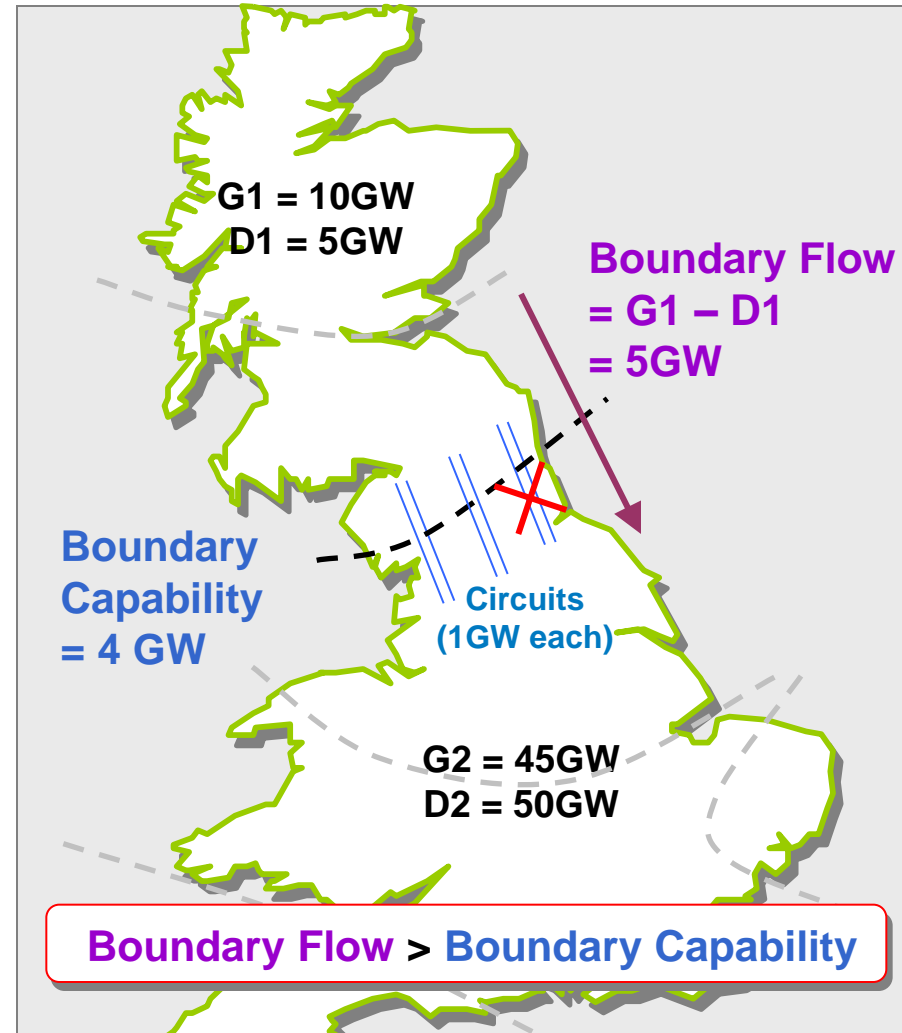 G1 = 10GW
D1 = 5GW
Boundary Flow
= G1 – D1
= 5GW
Boundary
Capability
= 4 GW
Circuits
(1GW each)
G2 = 45GW
D2 = 50GW
Boundary Flow > Boundary Capability